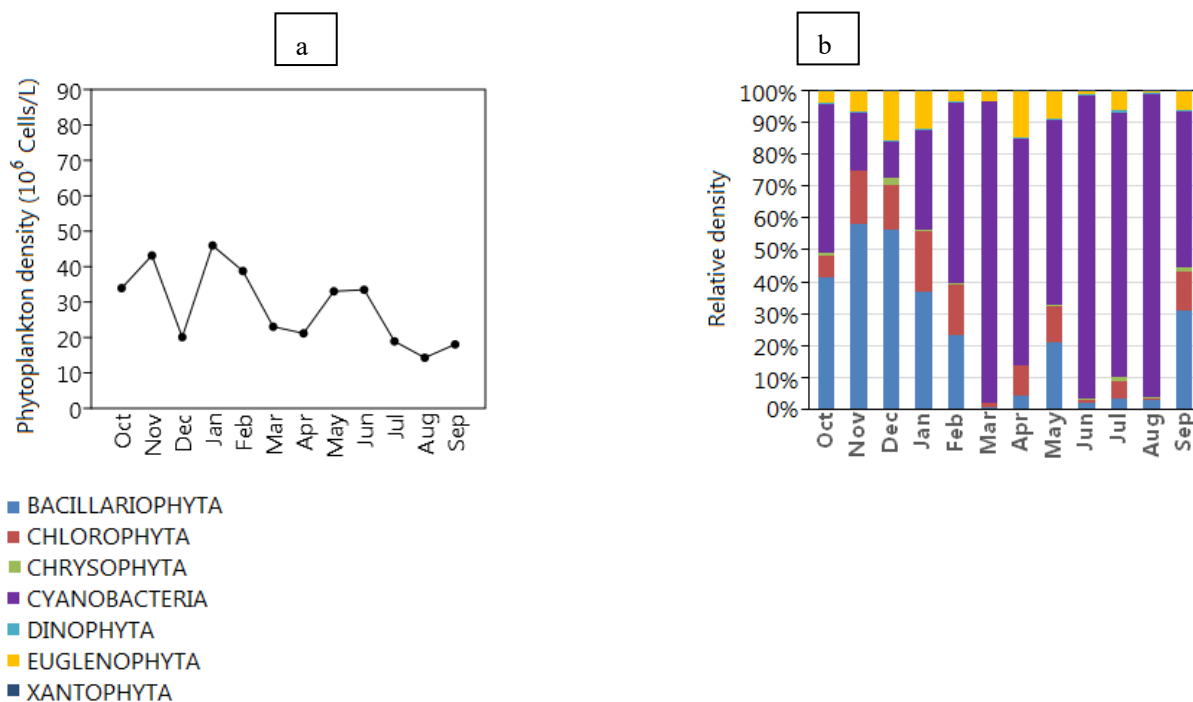 a
Phytoplankton density (10⁶ Cells/L)
90
80
70
60
50
40
30
20
10
0
Oct Nov Dec Jan Feb Mar Apr May Jun Jul Aug Sep
b
Relative density
100%
90%
80%
70%
60%
50%
40%
30%
20%
10%
0%
Oct Nov Dec Jan Feb Mar Apr May Jun Jul Aug Sep
BACILLARIOPHYTA
CHLOROPHYTA
CHRYSOPHYTA
CYANOBACTERIA
DINOPHYTA
EUGLENOPHYTA
XANTOPHYTA